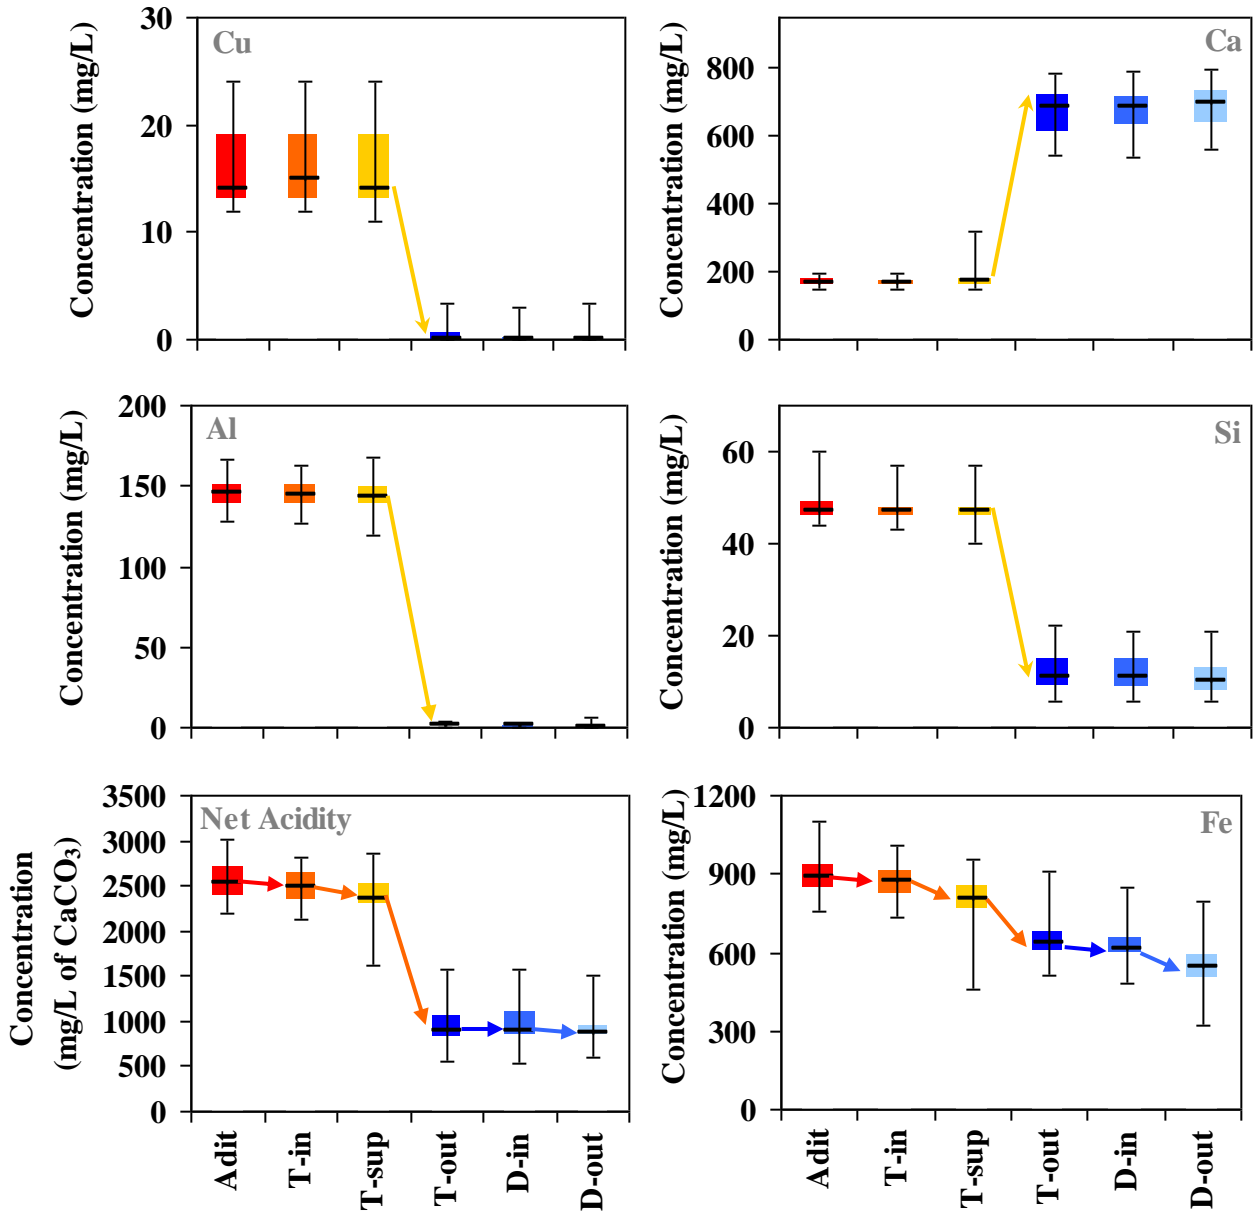 Concentration (mg/L)
30
20
10
0
Cu
Concentration (mg/L)
800
600
400
200
0
Ca
Concentration (mg/L)
200
150
100
50
0
Al
Concentration (mg/L)
60
40
20
0
Si
Concentration
(mg/L of CaCO₃)
3500
3000
2500
2000
1500
1000
500
0
Net Acidity
Adit
T-in
T-sup
T-out
D-in
D-out
Concentration (mg/L)
1200
900
600
300
0
Fe
Adit
T-in
T-sup
T-out
D-in
D-out